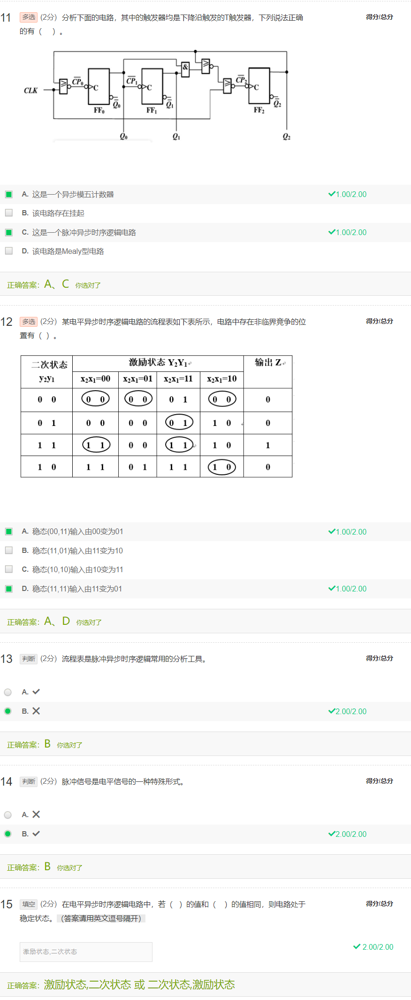 11 多选 (2分) 分析下面的电路，其中的触发器均是下降沿触发的T触发器，下列说法正确 得分/总分
的有（ ）。
CLK ≥ CP₀ C Q₀ FF₀ CP₁ C Q₁ FF₁ & ≥ ≥ CP₂ C Q₂ FF₂
Q₀ Q₁ Q₂
A. 这是一个异步模五计数器 1.00/2.00
B. 该电路存在挂起
C. 这是一个脉冲异步时序逻辑电路 1.00/2.00
D. 该电路是Mealy型电路
正确答案：A、C 你选对了
12 多选 (2分) 某电平异步时序逻辑电路的流程表如下表所示，电路中存在非临界竞争的位 得分/总分
置有（ ）。
二次状态 激励状态 Y₂Y₁ 输出 Z
y₂y₁ x₂x₁=00 x₂x₁=01 x₂x₁=11 x₂x₁=10
0 0 0 0 0 0 0 1 0 0 0
0 1 0 0 0 0 0 1 1 0 0
1 1 1 1 0 0 1 1 1 0 1
1 0 1 1 0 1 1 1 1 0 0
A. 稳态(00,11)输入由00变为01 1.00/2.00
B. 稳态(11,01)输入由11变为10
C. 稳态(10,10)输入由10变为11
D. 稳态(11,11)输入由11变为01 1.00/2.00
正确答案：A、D 你选对了
13 判断 (2分) 流程表是脉冲异步时序逻辑常用的分析工具。 得分/总分
A. ✔
B. ✕ 2.00/2.00
正确答案：B 你选对了
14 判断 (2分) 脉冲信号是电平信号的一种特殊形式。 得分/总分
A. ✕
B. ✔ 2.00/2.00
正确答案：B 你选对了
15 填空 (2分) 在电平异步时序逻辑电路中，若（ ）的值和（ ）的值相同，则电路处于 得分/总分
稳定状态。（答案请用英文逗号隔开）
激励状态,二次状态 2.00/2.00
正确答案：激励状态,二次状态 或 二次状态,激励状态